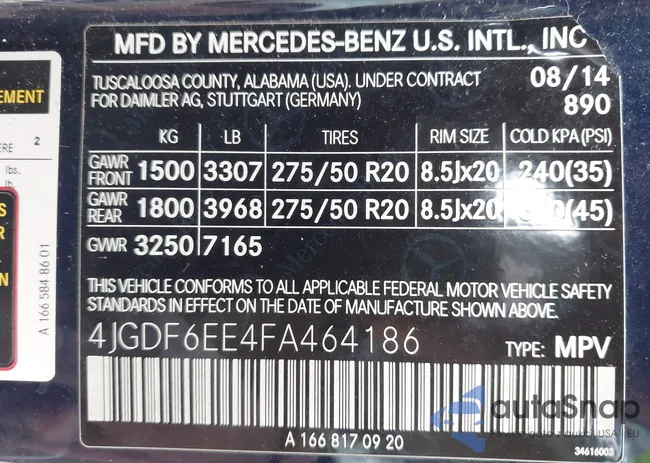 MFD BY MERCEDES-BENZ U.S. INTL., INC
TUSCALOOSA COUNTY, ALABAMA (USA). UNDER CONTRACT
FOR DAIMLER AG, STUTTGART (GERMANY)
08/14
890
KG LB TIRES RIM SIZE COLD KPA(PSI)
GAWR FRONT 1500 3307 275/50 R20 8.5Jx20 240(35)
GAWR REAR 1800 3968 275/50 R20 8.5Jx20 (45)
GVWR 3250 7165
THIS VEHICLE CONFORMS TO ALL APPLICABLE FEDERAL MOTOR VEHICLE SAFETY
STANDARDS IN EFFECT ON THE DATE OF MANUFACTURE SHOWN ABOVE.
4JGDF6EE4FA464186 TYPE: MPV
A 166 817 09 20
34616003
EMENT
ERE 2
lbs.
lb.
S
R
N
A 166 584 86 01
autoSnap